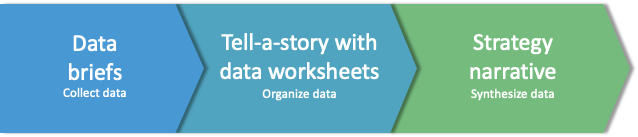 Data
briefs
Collect data
Tell-a-story with
data worksheets
Organize data
Strategy
narrative
Synthesize data